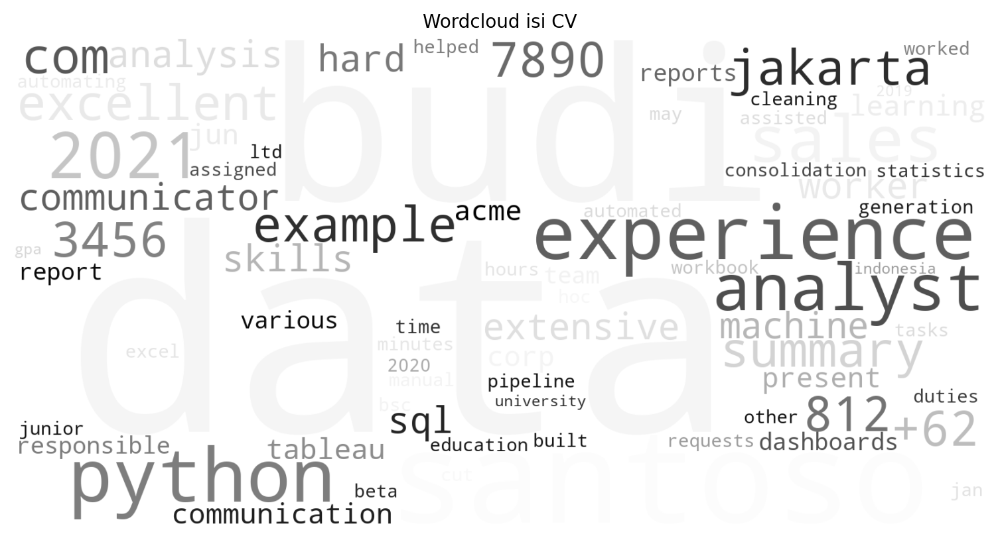 Wordcloud isi CV
com
analysis
hard
helped
7890
reports
jakarta
worked
automating
excellent
budi
cleaning
2019
learning
may
assisted
sales
2021
jun
ltd
assigned
consolidation
statistics
worker
communicator
example
acme
automated
experience
generation
3456
gpa
skills
report
data
hours
team
hoc
workbook
indonesia
analyst
various
time
extensive
machine
tasks
excel
minutes
2020
corp
summary
manual
pipeline
present
bsc
university
duties
sql
other
812
+62
junior
responsible
tableau
education
built
requests
dashboards
python
santoso
cut
beta
jan
communication